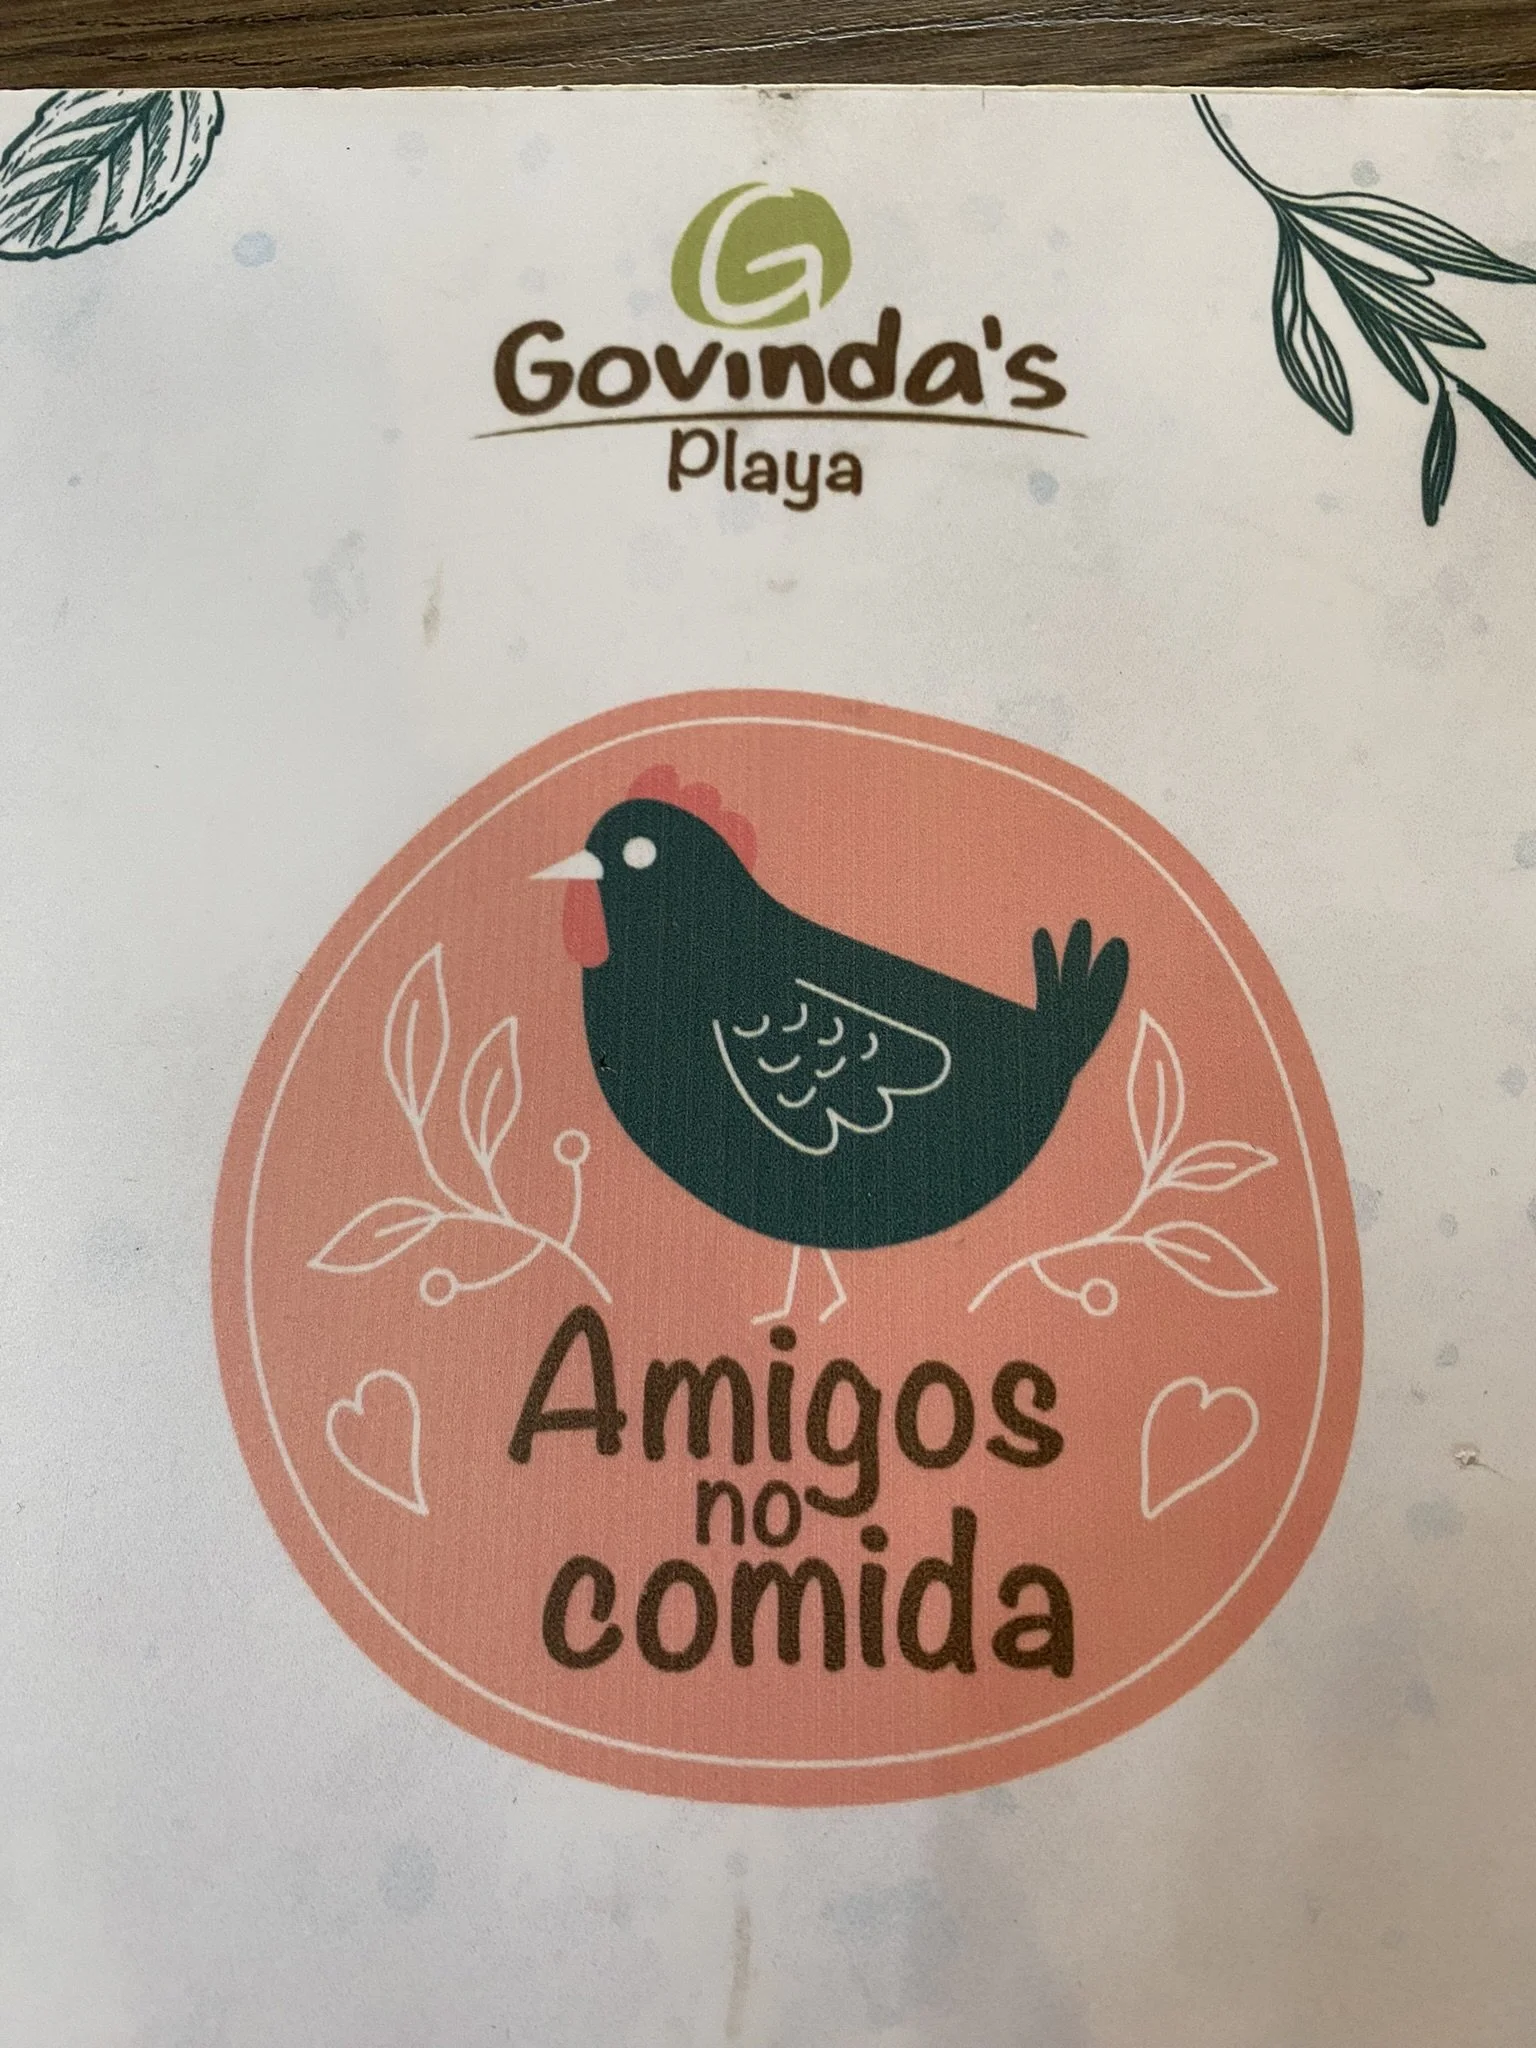 G
Govinda's
Playa
Amigos
no
comida